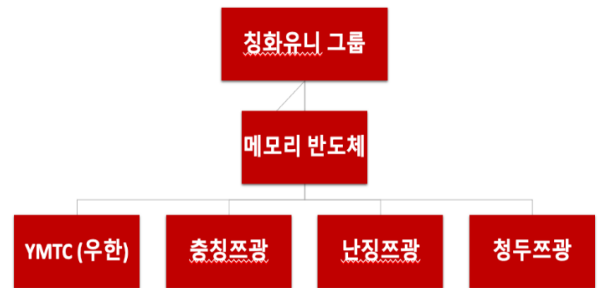 칭화유니 그룹
메모리 반도체
YMTC (우한)
충칭쯔광
난징쯔광
청두쯔광